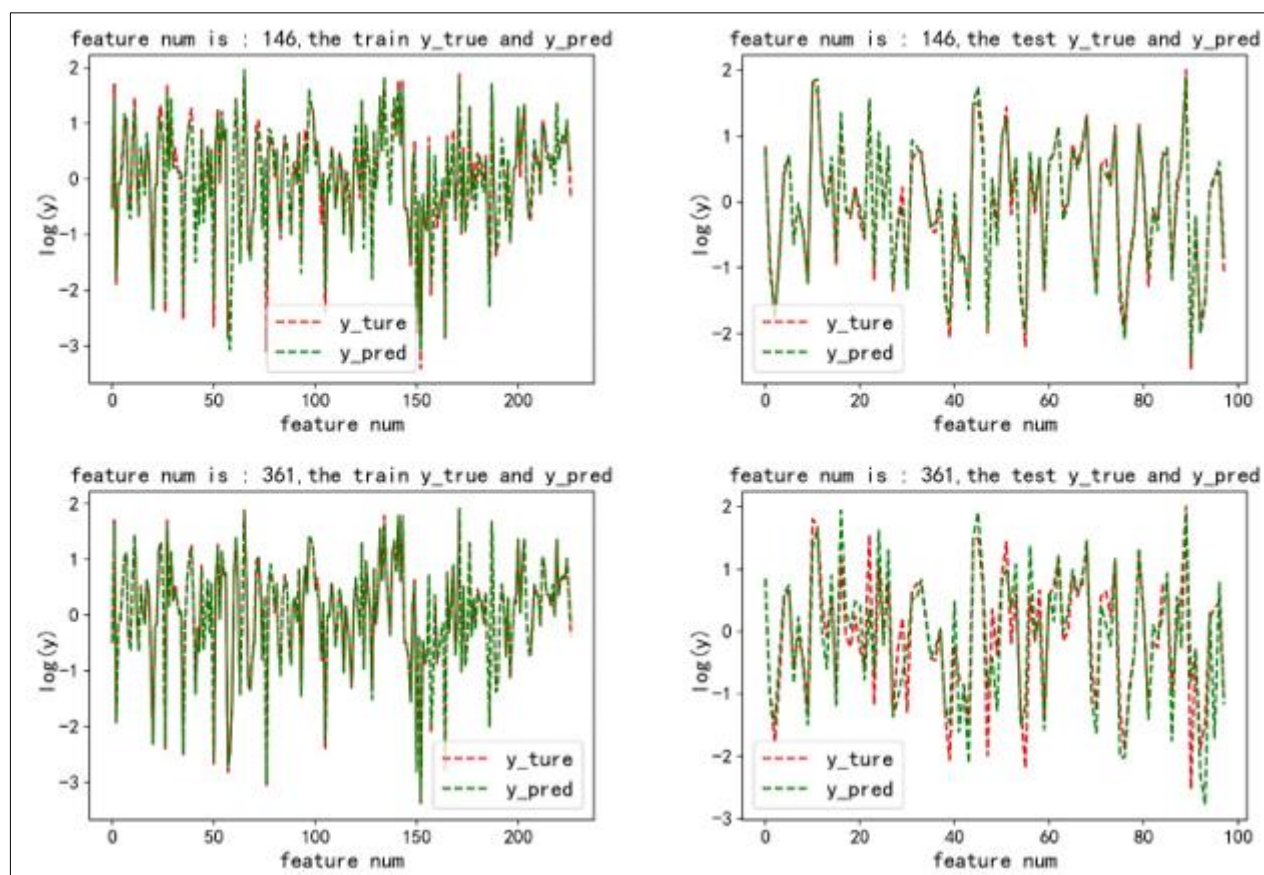 feature num is : 146,the train y_true and y_pred
2
1
0
-1
-2
-3
log(y)
y_ture
y_pred
0 50 100 150 200
feature num
feature num is : 146,the test y_true and y_pred
2
1
0
-1
-2
log(y)
y_ture
y_pred
0 20 40 60 80 100
feature num
feature num is : 361,the train y_true and y_pred
2
1
0
-1
-2
-3
log(y)
y_ture
y_pred
0 50 100 150 200
feature num
feature num is : 361,the test y_true and y_pred
2
1
0
-1
-2
-3
log(y)
y_ture
y_pred
0 20 40 60 80 100
feature num